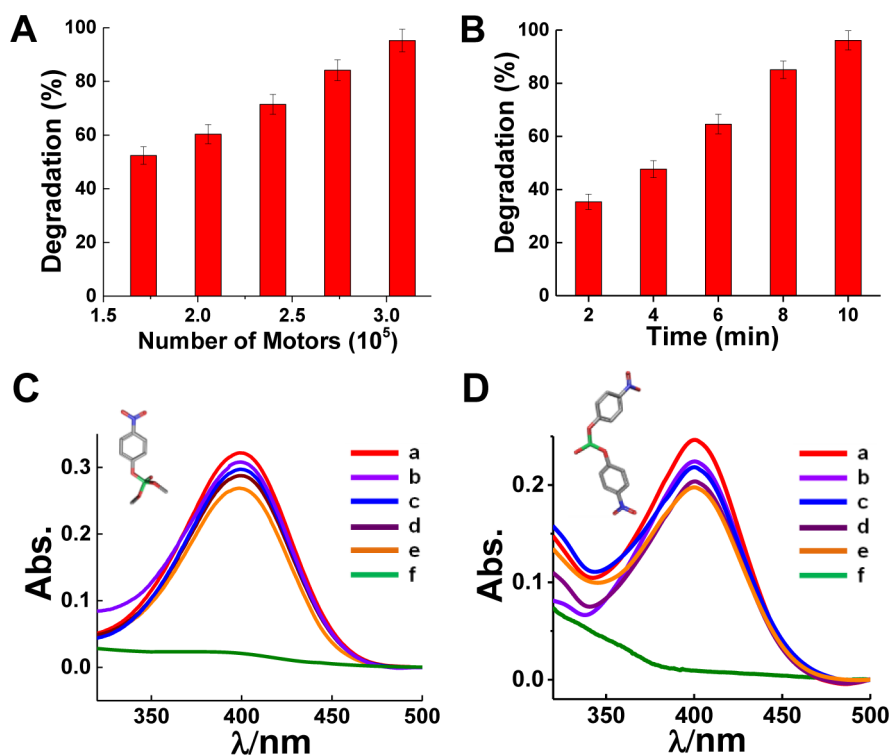 A
Degradation (%)
100
80
60
40
20
0
1.5
2.0
2.5
3.0
Number of Motors (10⁵)
B
Degradation (%)
100
80
60
40
20
0
2
4
6
8
10
Time (min)
C
Abs.
0.3
0.2
0.1
0.0
350
400
450
500
λ/nm
a
b
c
d
e
f
D
Abs.
0.2
0.1
0.0
350
400
450
500
λ/nm
a
b
c
d
e
f